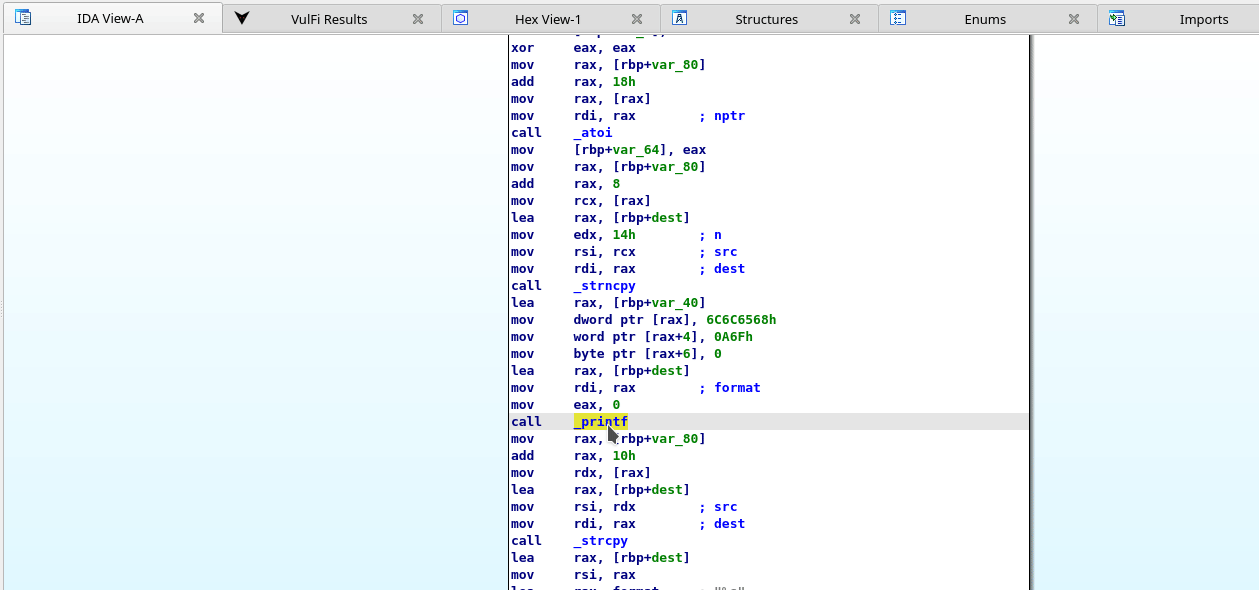 IDA View-A VulFi Results Hex View-1 Structures Enums Imports
xor eax, eax
mov rax, [rbp+var_80]
add rax, 18h
mov rax, [rax]
mov rdi, rax ; nptr
call _atoi
mov [rbp+var_64], eax
mov rax, [rbp+var_80]
add rax, 8
mov rcx, [rax]
lea rax, [rbp+dest]
mov edx, 14h ; n
mov rsi, rcx ; src
mov rdi, rax ; dest
call _strncpy
lea rax, [rbp+var_40]
mov dword ptr [rax], 6C6C6568h
mov word ptr [rax+4], 0A6Fh
mov byte ptr [rax+6], 0
lea rax, [rbp+dest]
mov rdi, rax ; format
mov eax, 0
call _printf
mov rax, [rbp+var_80]
add rax, 10h
mov rdx, [rax]
lea rax, [rbp+dest]
mov rsi, rdx ; src
mov rdi, rax ; dest
call _strcpy
lea rax, [rbp+dest]
mov rsi, rax